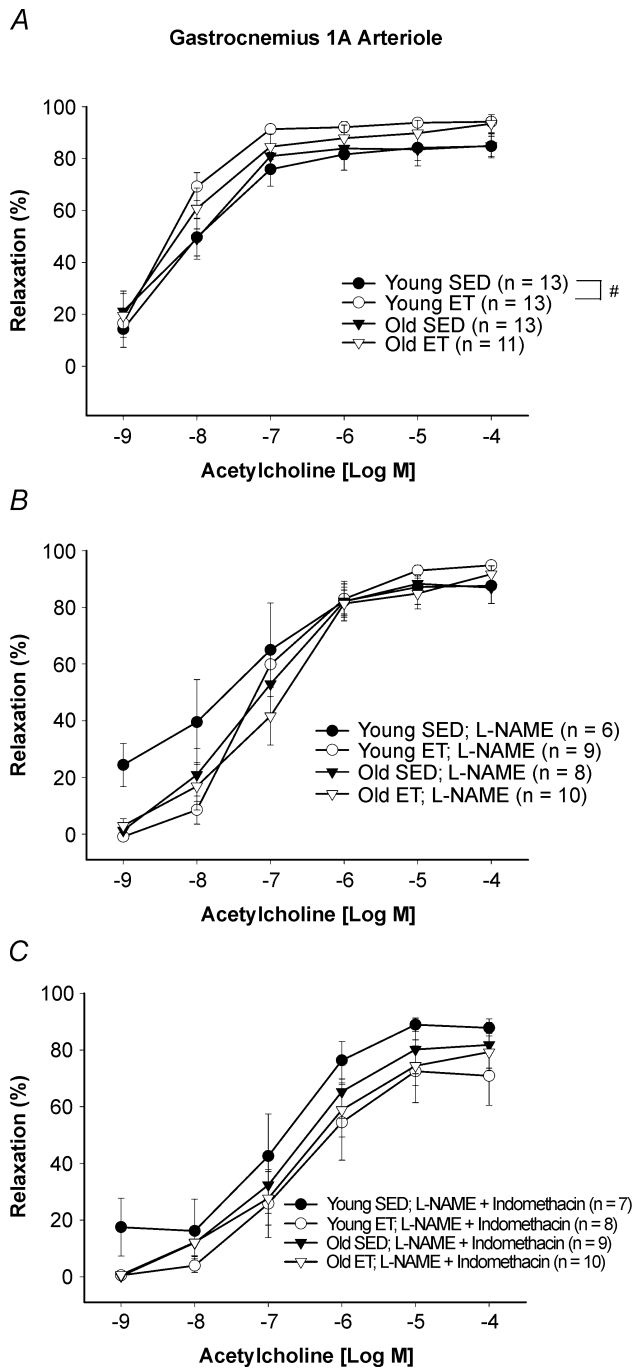 A
Gastrocnemius 1A Arteriole
100
80
60
40
20
0
Relaxation (%)
Young SED (n = 13)
Young ET (n = 13)
#
Old SED (n = 13)
Old ET (n = 11)
-9 -8 -7 -6 -5 -4
Acetylcholine [Log M]
B
100
80
60
40
20
0
Relaxation (%)
Young SED; L-NAME (n = 6)
Young ET; L-NAME (n = 9)
Old SED; L-NAME (n = 8)
Old ET; L-NAME (n = 10)
-9 -8 -7 -6 -5 -4
Acetylcholine [Log M]
C
100
80
60
40
20
0
Relaxation (%)
Young SED; L-NAME + Indomethacin (n = 7)
Young ET; L-NAME + Indomethacin (n = 8)
Old SED; L-NAME + Indomethacin (n = 9)
Old ET; L-NAME + Indomethacin (n = 10)
-9 -8 -7 -6 -5 -4
Acetylcholine [Log M]